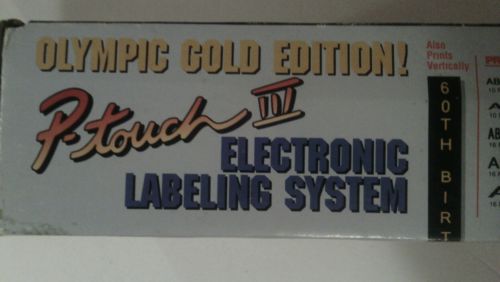 OLYMPIC GOLD EDITION!
P-touch III
ELECTRONIC
LABELING SYSTEM
Also
Prints
Vertically
60TH BIRT